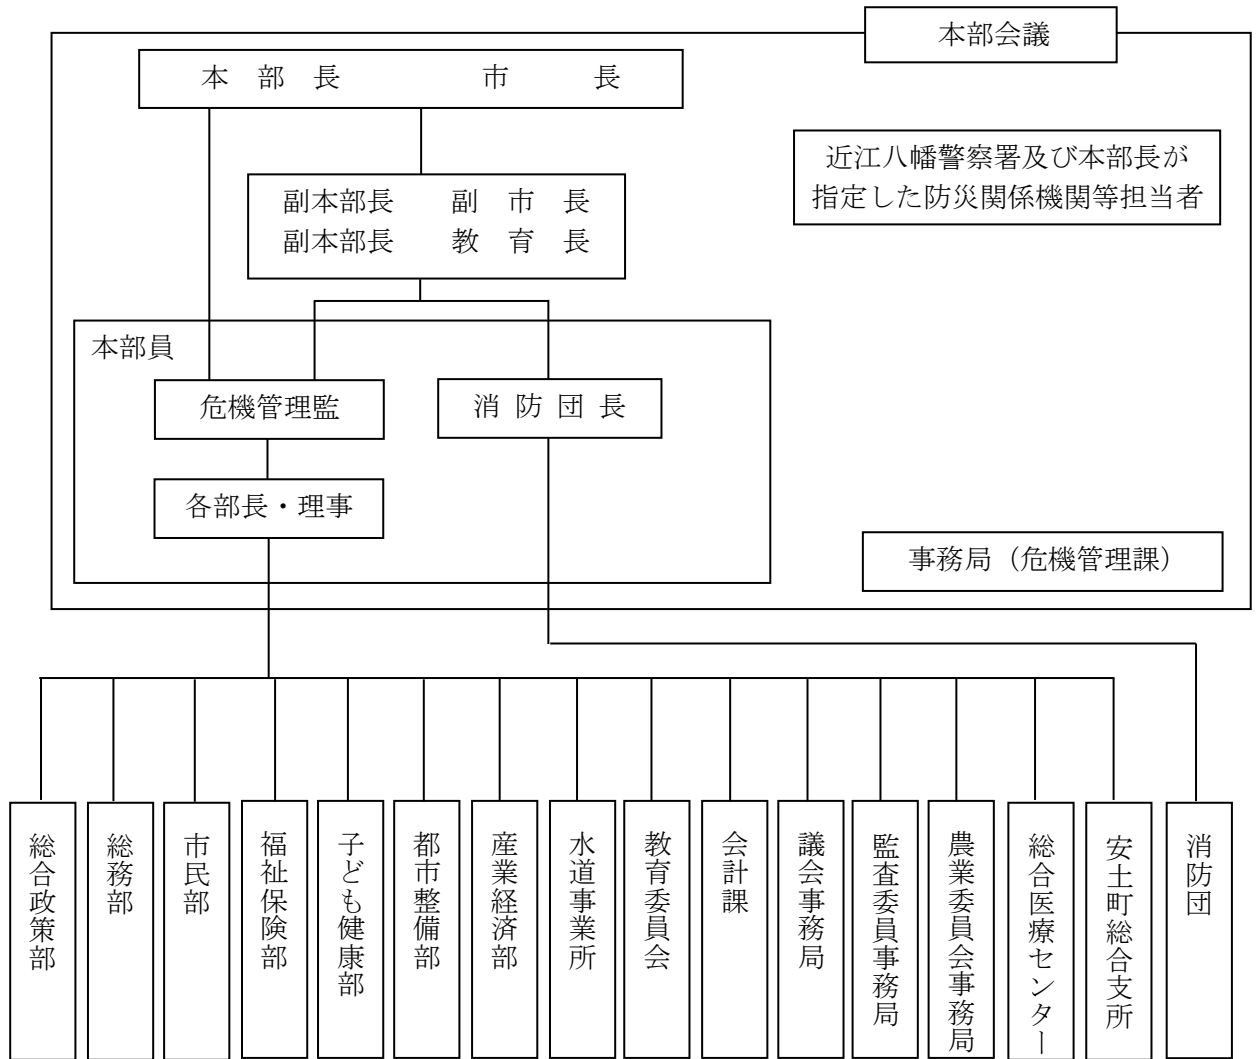 本部会議
本　部　長　　　　　市　　　長
近江八幡警察署及び本部長が
指定した防災関係機関等担当者
副本部長　　副　市　長
副本部長　　教　育　長
本部員
危機管理監
消 防 団 長
各部長・理事
事務局（危機管理課）
総合政策部
総務部
市民部
福祉保険部
子ども健康部
都市整備部
産業経済部
水道事業所
教育委員会
会計課
議会事務局
監査委員事務局
農業委員会事務局
総合医療センター
安土町総合支所
消防団